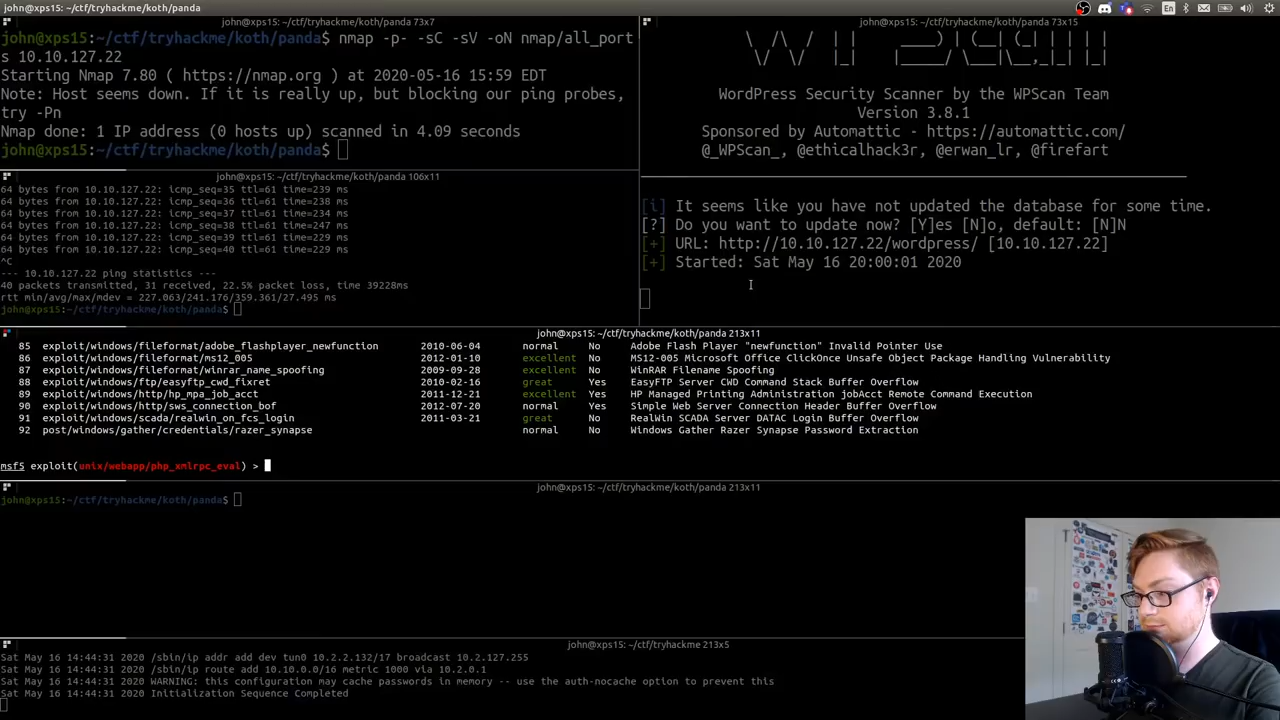 john@xps15: ~/ctf/tryhackme/koth/panda
En
john@xps15: ~/ctf/tryhackme/koth/panda 73x7
john@xps15:~/ctf/tryhackme/koth/panda$ nmap -p- -sC -sV -oN nmap/all_port
s 10.10.127.22
Starting Nmap 7.80 ( https://nmap.org ) at 2020-05-16 15:59 EDT
Note: Host seems down. If it is really up, but blocking our ping probes,
try -Pn
Nmap done: 1 IP address (0 hosts up) scanned in 4.09 seconds
john@xps15:~/ctf/tryhackme/koth/panda$
john@xps15: ~/ctf/tryhackme/koth/panda 73x15
WordPress Security Scanner by the WPScan Team
Version 3.8.1
Sponsored by Automattic - https://automattic.com/
@_WPScan_, @ethicalhack3r, @erwan_lr, @firefart
[i] It seems like you have not updated the database for some time.
[?] Do you want to update now? [Y]es [N]o, default: [N]N
[+] URL: http://10.10.127.22/wordpress/ [10.10.127.22]
[+] Started: Sat May 16 20:00:01 2020
john@xps15: ~/ctf/tryhackme/koth/panda 106x11
64 bytes from 10.10.127.22: icmp_seq=35 ttl=61 time=239 ms
64 bytes from 10.10.127.22: icmp_seq=36 ttl=61 time=238 ms
64 bytes from 10.10.127.22: icmp_seq=37 ttl=61 time=234 ms
64 bytes from 10.10.127.22: icmp_seq=38 ttl=61 time=247 ms
64 bytes from 10.10.127.22: icmp_seq=39 ttl=61 time=229 ms
64 bytes from 10.10.127.22: icmp_seq=40 ttl=61 time=229 ms
^C
--- 10.10.127.22 ping statistics ---
40 packets transmitted, 31 received, 22.5% packet loss, time 39228ms
rtt min/avg/max/mdev = 227.063/241.176/359.361/27.495 ms
john@xps15:~/ctf/tryhackme/koth/panda$
john@xps15: ~/ctf/tryhackme/koth/panda 213x11
85 exploit/windows/fileformat/adobe_flashplayer_newfunction 2010-06-04 normal No Adobe Flash Player "newfunction" Invalid Pointer Use
86 exploit/windows/fileformat/ms12_005 2012-01-10 excellent No MS12-005 Microsoft Office ClickOnce Unsafe Object Package Handling Vulnerability
87 exploit/windows/fileformat/winrar_name_spoofing 2009-09-28 excellent No WinRAR Filename Spoofing
88 exploit/windows/ftp/easyftp_cwd_fixret 2010-02-16 great Yes EasyFTP Server CWD Command Stack Buffer Overflow
89 exploit/windows/http/hp_mpa_job_acct 2011-12-21 excellent Yes HP Managed Printing Administration jobAcct Remote Command Execution
90 exploit/windows/http/sws_connection_bof 2012-07-20 normal Yes Simple Web Server Connection Header Buffer Overflow
91 exploit/windows/scada/realwin_on_fcs_login 2011-03-21 great No RealWin SCADA Server DATAC Login Buffer Overflow
92 post/windows/gather/credentials/razer_synapse normal No Windows Gather Razer Synapse Password Extraction
msf5 exploit(unix/webapp/php_xmlrpc_eval) >
john@xps15: ~/ctf/tryhackme/koth/panda 213x11
john@xps15:~/ctf/tryhackme/koth/panda$
john@xps15: ~/ctf/tryhackme 213x5
Sat May 16 14:44:31 2020 /sbin/ip addr add dev tun0 10.2.2.132/17 broadcast 10.2.127.255
Sat May 16 14:44:31 2020 /sbin/ip route add 10.10.0.0/16 metric 1000 via 10.2.0.1
Sat May 16 14:44:31 2020 WARNING: this configuration may cache passwords in memory -- use the auth-nocache option to prevent this
Sat May 16 14:44:31 2020 Initialization Sequence Completed